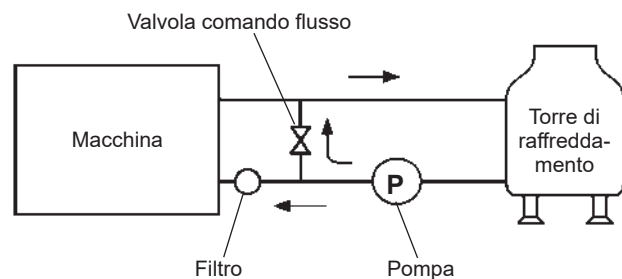 Valvola comando flusso
Macchina
Torre di
raffredda-
mento
P
Filtro
Pompa